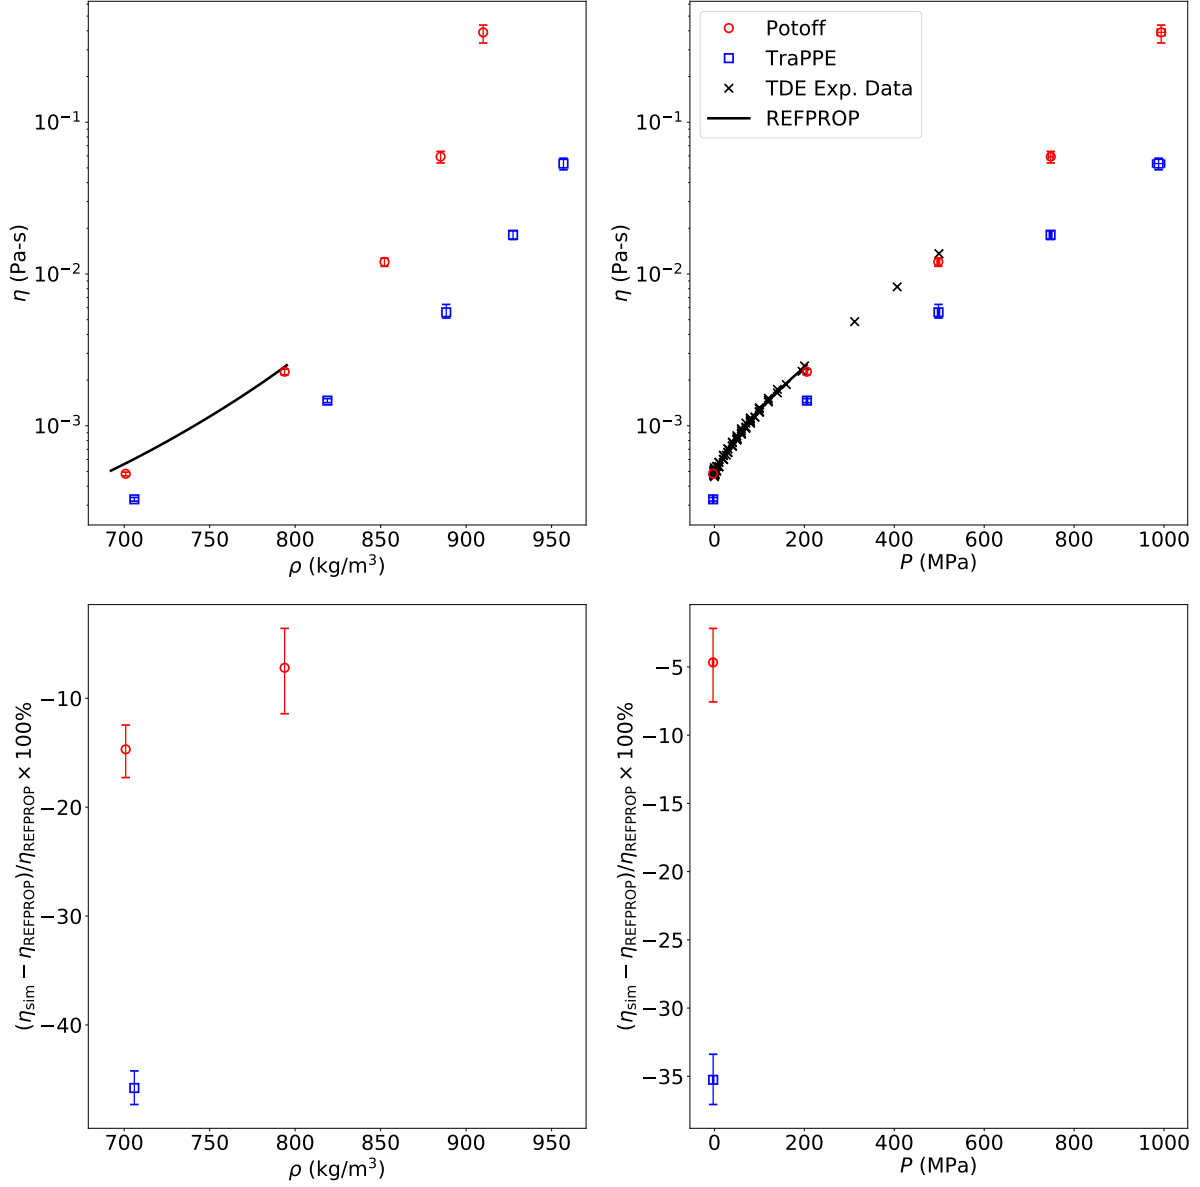 10⁻¹
10⁻²
10⁻³
η (Pa-s)
700 750 800 850 900 950
ρ (kg/m³)
Potoff
TraPPE
TDE Exp. Data
REFPROP
10⁻¹
10⁻²
10⁻³
η (Pa-s)
0 200 400 600 800 1000
P (MPa)
−10
−20
−30
−40
(η_sim − η_REFPROP)/η_REFPROP × 100%
700 750 800 850 900 950
ρ (kg/m³)
−5
−10
−15
−20
−25
−30
−35
(η_sim − η_REFPROP)/η_REFPROP × 100%
0 200 400 600 800 1000
P (MPa)